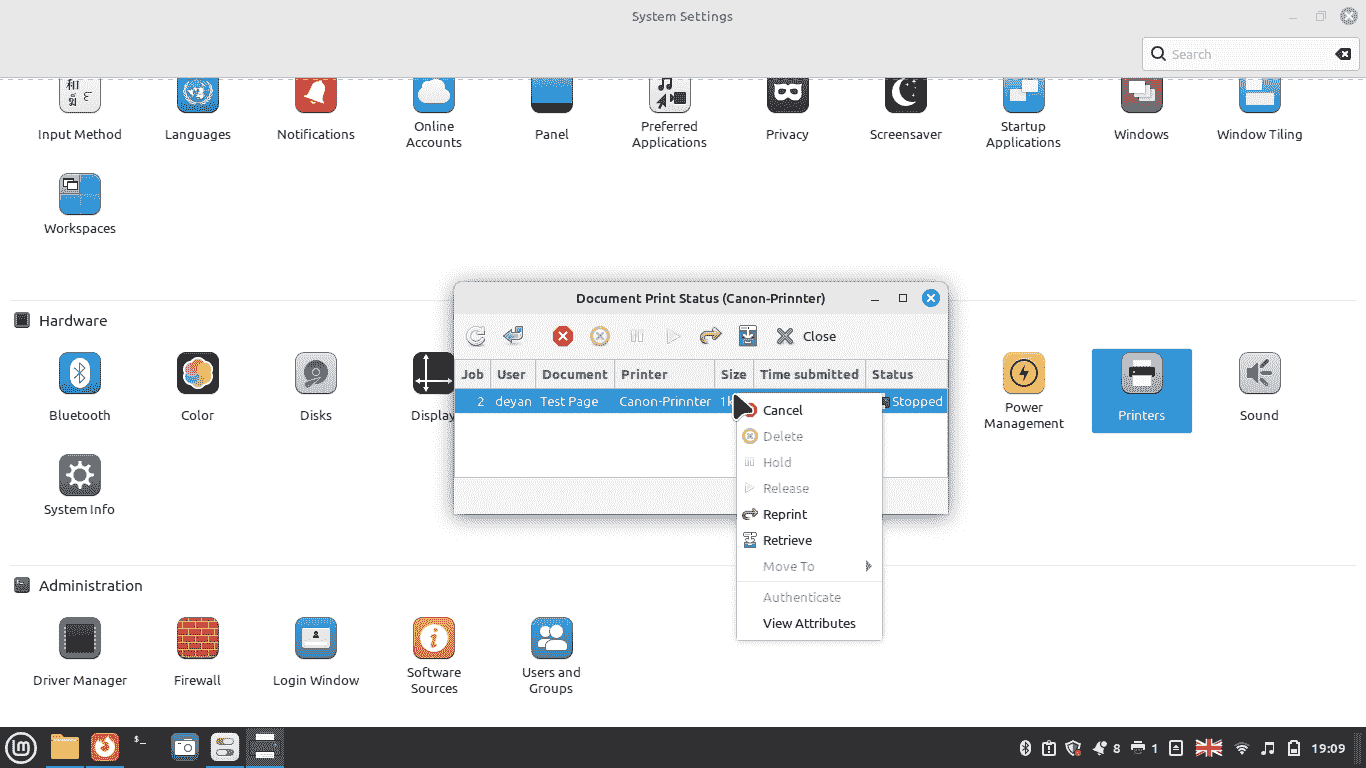 System Settings
Search
Input Method
Languages
Notifications
Online
Accounts
Panel
Preferred
Applications
Privacy
Screensaver
Startup
Applications
Windows
Window Tiling
Workspaces
Document Print Status (Canon-Prinnter)
Close
Job User Document Printer Size Time submitted Status
2 deyan Test Page Canon-Prinnter 1k Stopped
Cancel
Delete
Hold
Release
Reprint
Retrieve
Move To
Authenticate
View Attributes
Hardware
Bluetooth
Color
Disks
Display
Power
Management
Printers
Sound
System Info
Administration
Driver Manager
Firewall
Login Window
Software
Sources
Users and
Groups
8 1 19:09